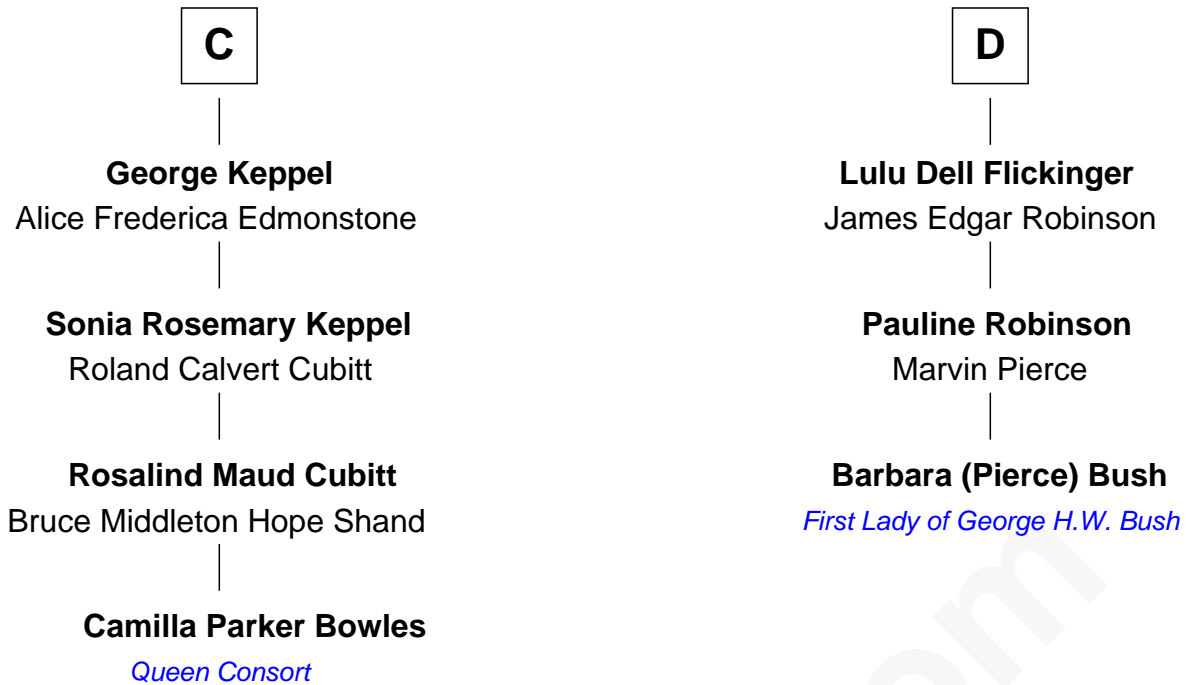 C
George Keppel
Alice Frederica Edmonstone
Sonia Rosemary Keppel
Roland Calvert Cubitt
Rosalind Maud Cubitt
Bruce Middleton Hope Shand
Camilla Parker Bowles
Queen Consort
D
Lulu Dell Flickinger
James Edgar Robinson
Pauline Robinson
Marvin Pierce
Barbara (Pierce) Bush
First Lady of George H.W. Bush
om